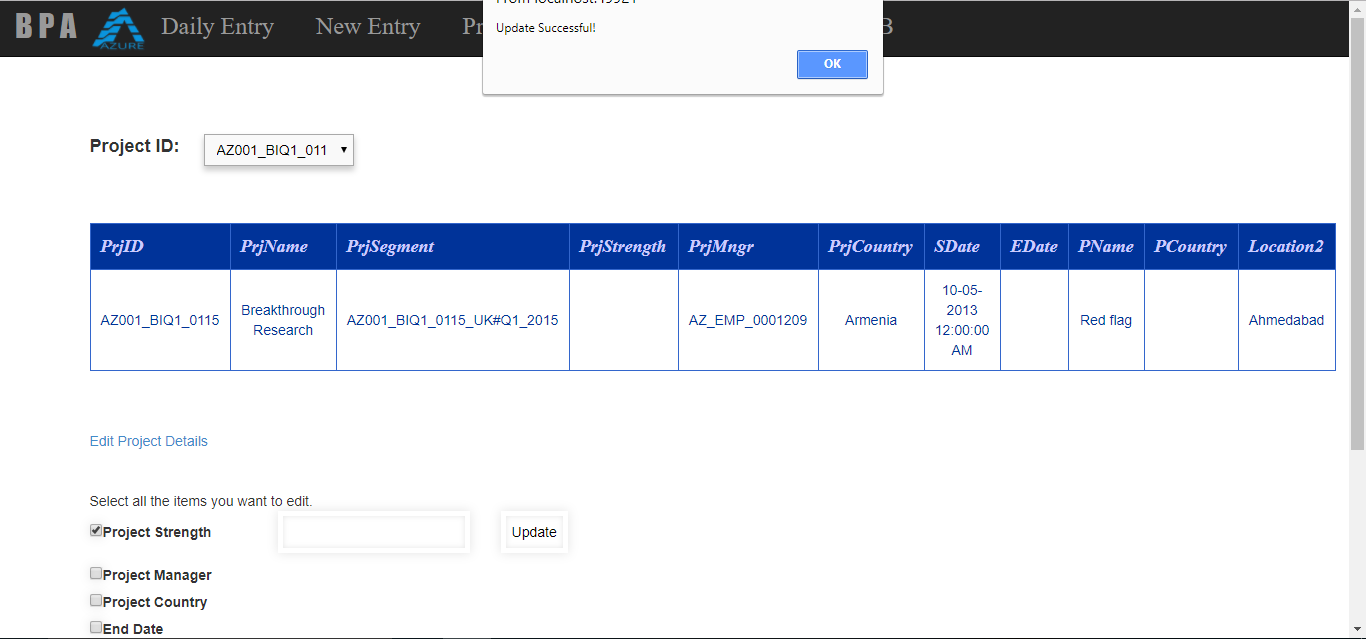 BPA
AZURE
Daily Entry New Entry
Update Successful!
OK
Project ID: AZ001_BIQ1_011
PrjID PrjName PrjSegment PrjStrength PrjMngr PrjCountry SDate EDate PName PCountry Location2
AZ001_BIQ1_0115 Breakthrough Research AZ001_BIQ1_0115_UK#Q1_2015 AZ_EMP_0001209 Armenia 10-05-2013 12:00:00 AM Red flag Ahmedabad
Edit Project Details
Select all the items you want to edit.
Project Strength Update
Project Manager
Project Country
End Date